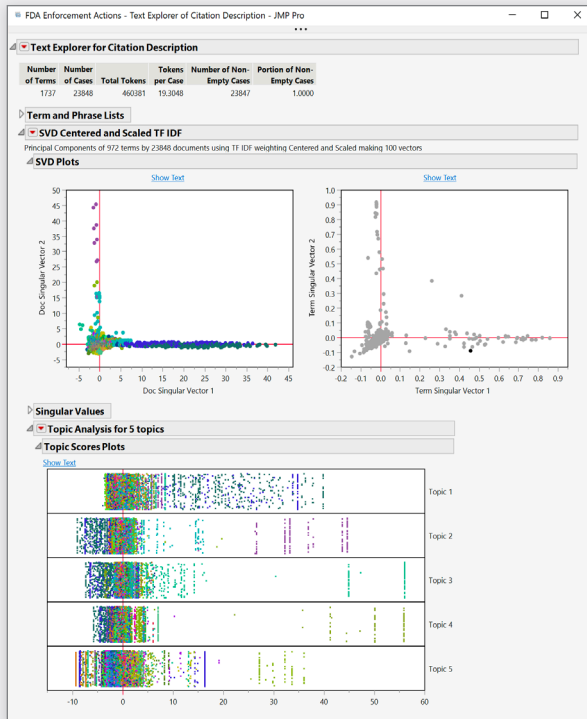 FDA Enforcement Actions - Text Explorer of Citation Description - JMP Pro
Text Explorer for Citation Description
Number of Terms Number of Cases Total Tokens Tokens per Case Number of Non-Empty Cases Portion of Non-Empty Cases
1737 23848 460381 19.3048 23847 1.0000
Term and Phrase Lists
SVD Centered and Scaled TF IDF
Principal Components of 972 terms by 23848 documents using TF IDF weighting Centered and Scaled making 100 vectors
SVD Plots
Show Text
Doc Singular Vector 2
50
45
40
35
30
25
20
15
10
5
0
-5
-5 0 5 10 15 20 25 30 35 40 45
Doc Singular Vector 1
Show Text
Term Singular Vector 2
1.0
0.9
0.8
0.7
0.6
0.5
0.4
0.3
0.2
0.1
0.0
-0.1
-0.2
-0.2 -0.1 0.0 0.1 0.2 0.3 0.4 0.5 0.6 0.7 0.8 0.9
Term Singular Vector 1
Singular Values
Topic Analysis for 5 topics
Topic Scores Plots
Show Text
Topic 1
Topic 2
Topic 3
Topic 4
Topic 5
-10 0 10 20 30 40 50 60